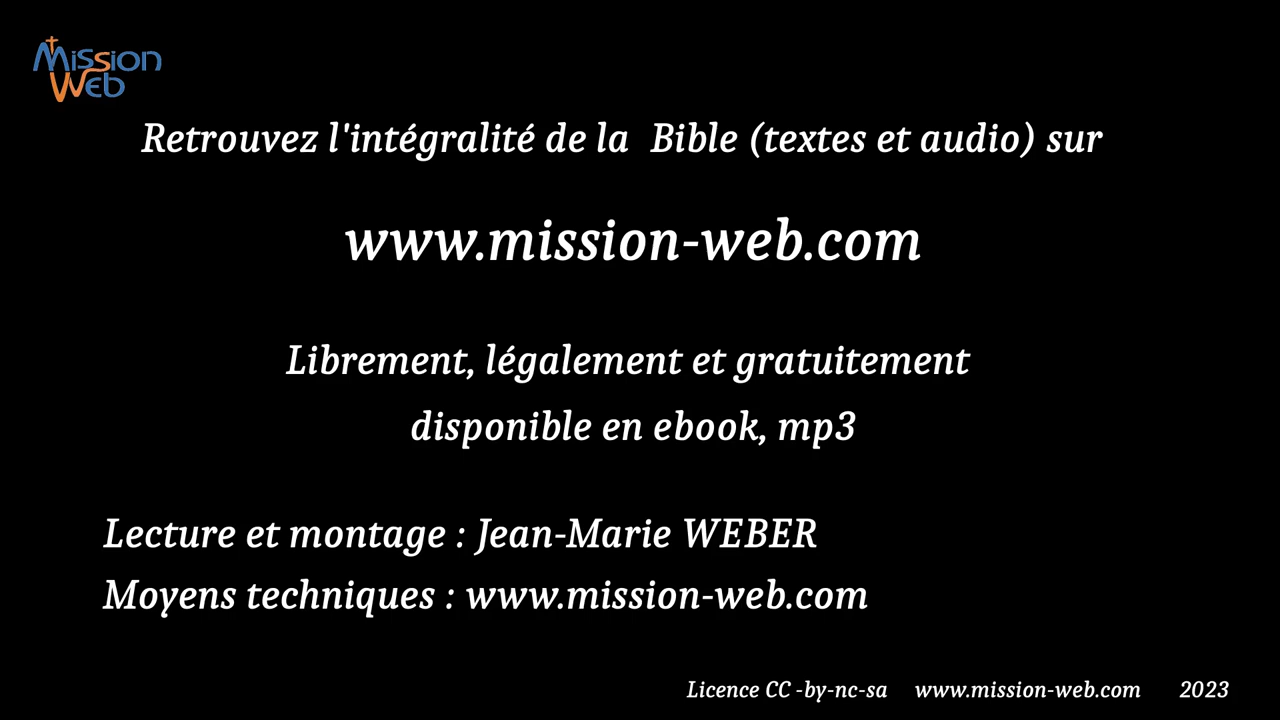 Mission
Web
Retrouvez l'intégralité de la  Bible (textes et audio) sur
www.mission-web.com
Librement, légalement et gratuitement
disponible en ebook, mp3
Lecture et montage : Jean-Marie WEBER
Moyens techniques : www.mission-web.com
Licence CC -by-nc-sa www.mission-web.com 2023